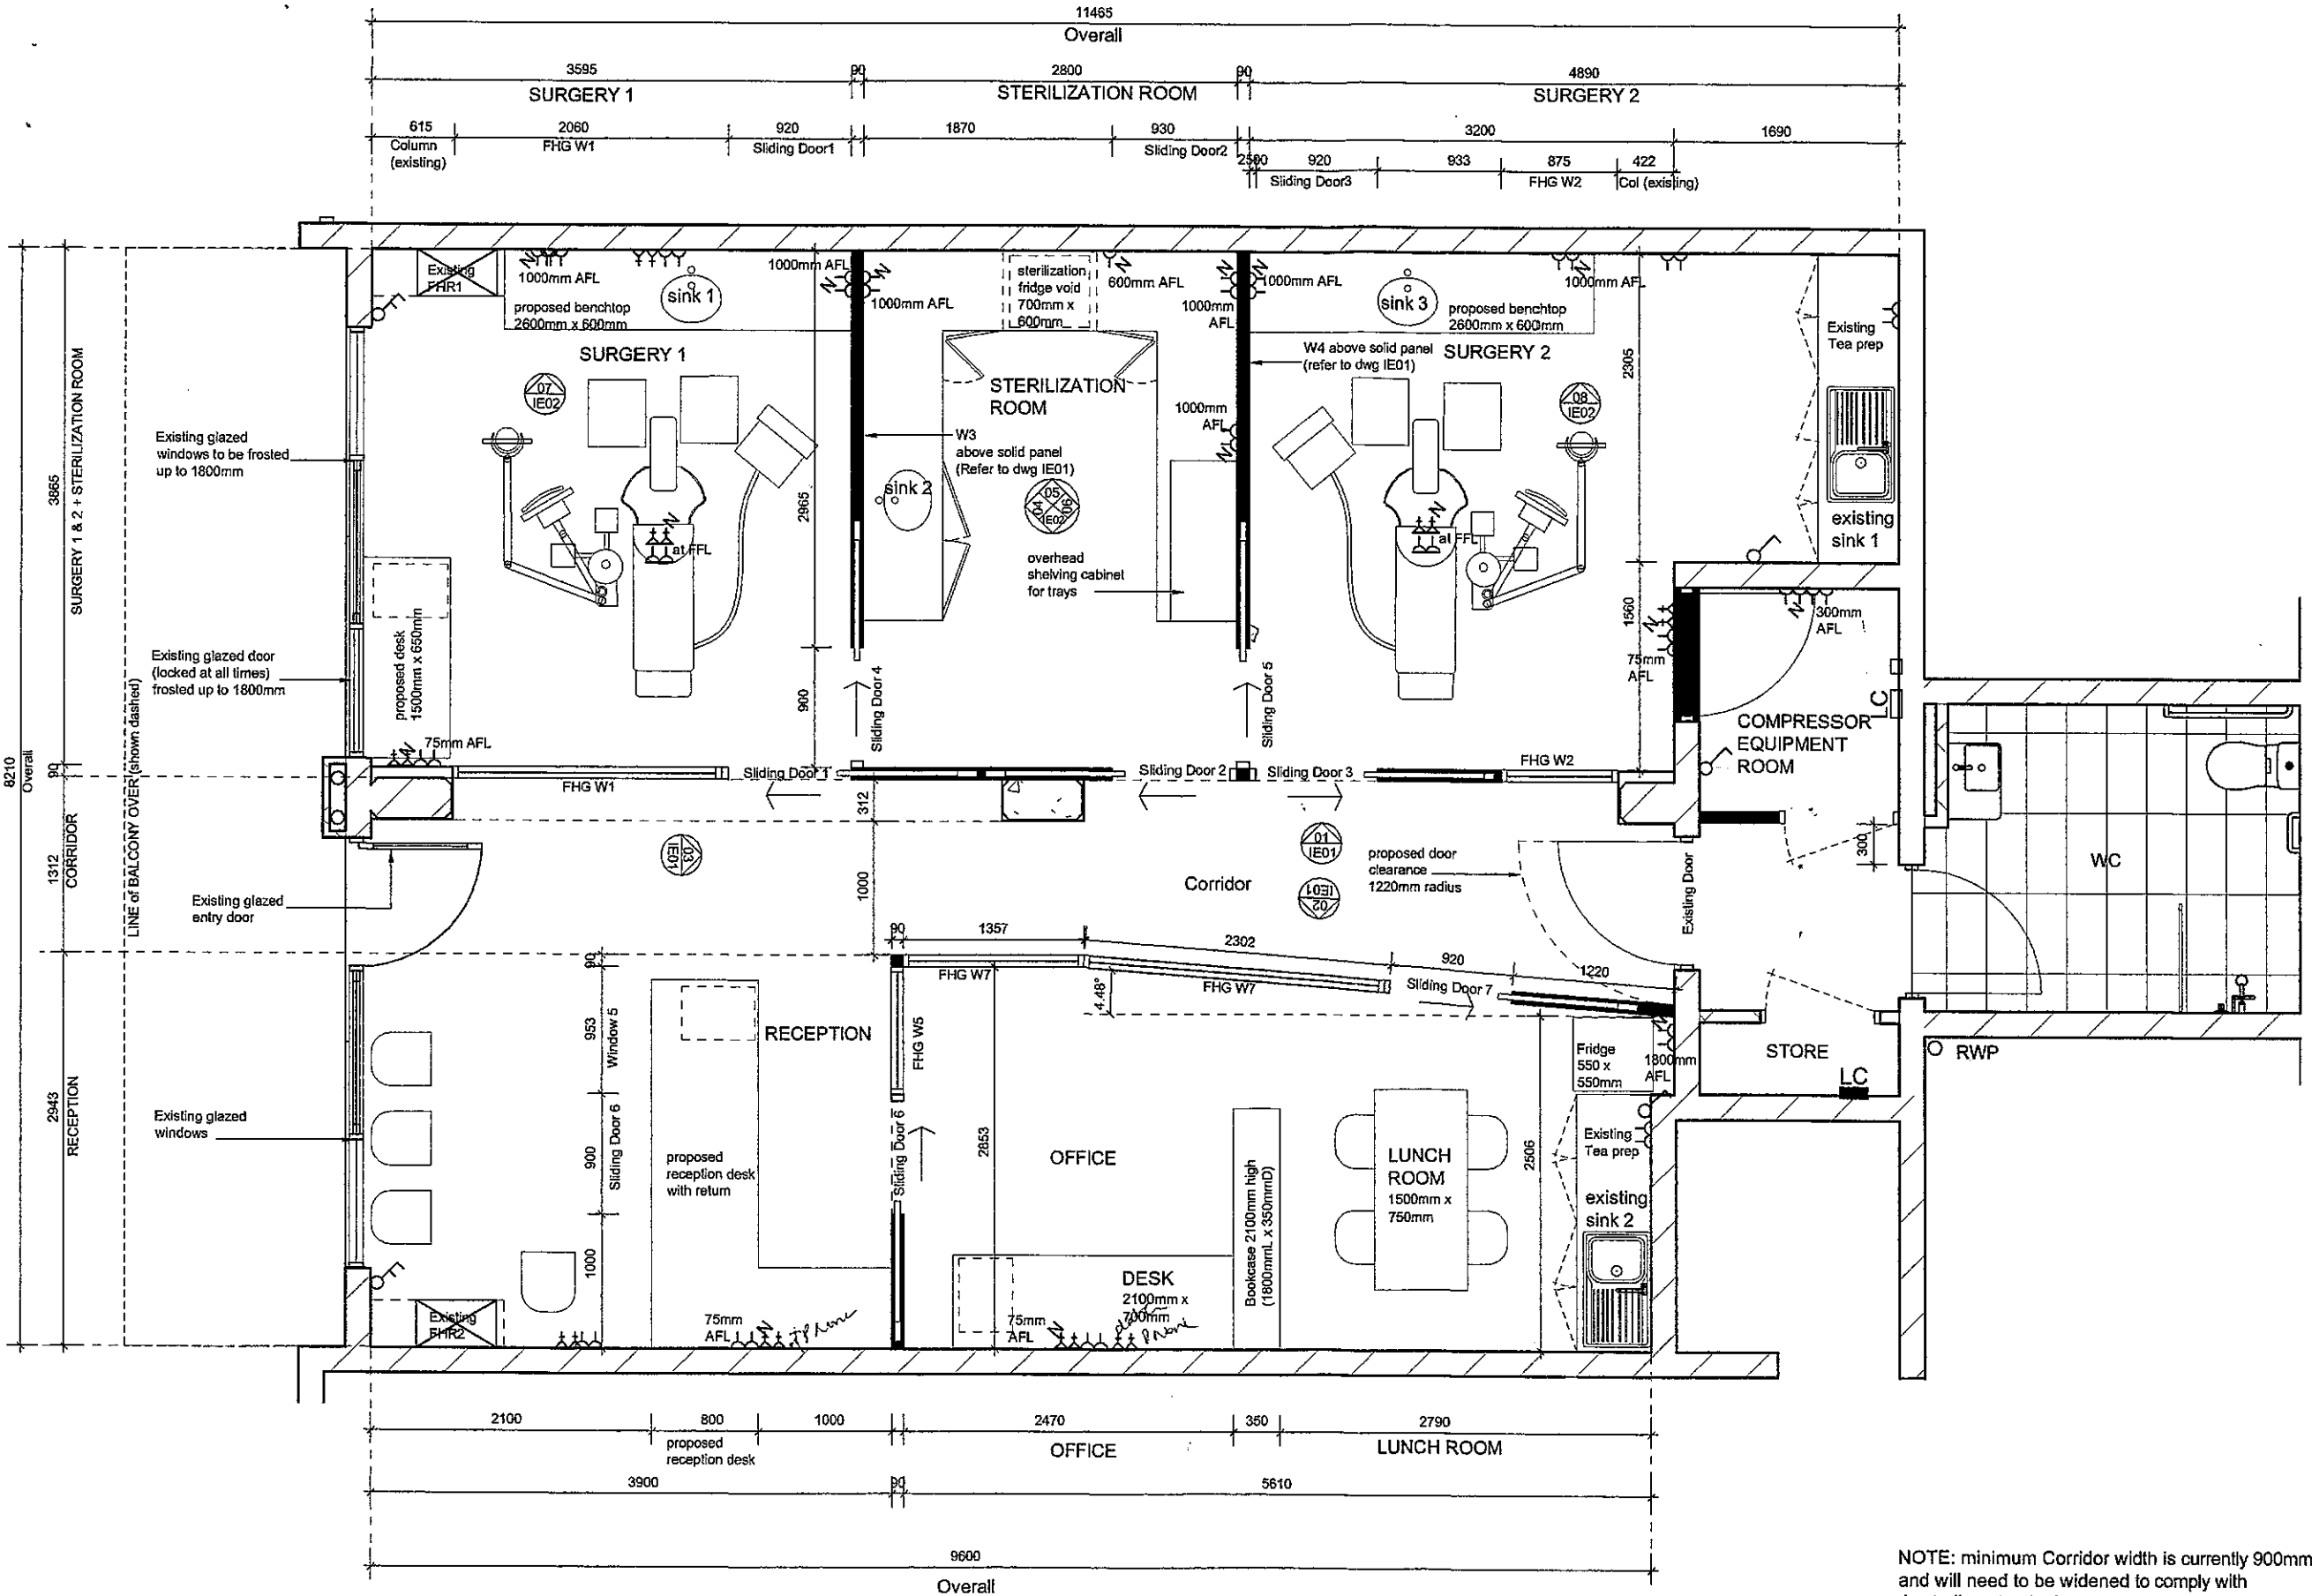 11465
Overall
3595 90 2800 90 4890
SURGERY 1 STERILIZATION ROOM SURGERY 2
615 2060 920 1870 930 3200 1690
Column FHG W1 Sliding Door1 Sliding Door2
(existing)
920 933 875 422
Sliding Door3 FHG W2 Col (existing)
8210
Overall
3865
SURGERY 1 & 2 + STERILIZATION ROOM
90
1312
CORRIDOR
2943
RECEPTION
LINE of BALCONY OVER (shown dashed)
Existing glazed
windows to be frosted
up to 1800mm
Existing glazed door
(locked at all times)
frosted up to 1800mm
Existing glazed
entry door
Existing glazed
windows
Existing
FHR1
1000mm AFL
proposed benchtop
2600mm x 600mm
sink 1
1000mm AFL
SURGERY 1
07
IE02
N
at FFL
proposed desk
1500mm x 650mm
75mm AFL
2965
900
Sliding Door 4
1000mm AFL
sterilization
fridge void
700mm x
600mm
600mm AFL
1000mm
AFL
STERILIZATION
ROOM
W3
above solid panel
(Refer to dwg IE01)
sink 2
04 05 06
IE02
1000mm
AFL
overhead
shelving cabinet
for trays
Sliding Door 5
1000mm AFL
sink 3
proposed benchtop
2600mm x 600mm
1000mm AFL
W4 above solid panel
(refer to dwg IE01)
SURGERY 2
08
IE02
N
at FFL
2305
1560
75mm
AFL
Existing
Tea prep
existing
sink 1
300mm
AFL
COMPRESSOR
EQUIPMENT
ROOM
LC
300
WC
FHG W1
Sliding Door 1
Sliding Door 2
Sliding Door 3
FHG W2
312
1000
03
IE01
Corridor
01
IE01
02
IE01
proposed door
clearance
1220mm radius
Existing Door
90 1357 2302 920 1220
FHG W7
FHG W7
4.48°
Sliding Door 7
90
953
Window 5
900
Sliding Door 6
1000
RECEPTION
FHG W5
Sliding Door 6
proposed
reception desk
with return
2853
OFFICE
DESK
2100mm x
700mm
Bookcase 2100mm high
(1800mmL x 350mmD)
LUNCH
ROOM
1500mm x
750mm
2506
Fridge
550 x
550mm
1800mm
AFL
Existing
Tea prep
existing
sink 2
STORE
LC
RWP
Existing
FHR2
75mm
AFL
phone
75mm
AFL
phone
2100 800 1000 2470 350 2790
proposed
reception desk
OFFICE LUNCH ROOM
3900 90 5610
9600
Overall
NOTE: minimum Corridor width is currently 900mm
and will need to be widened to comply with